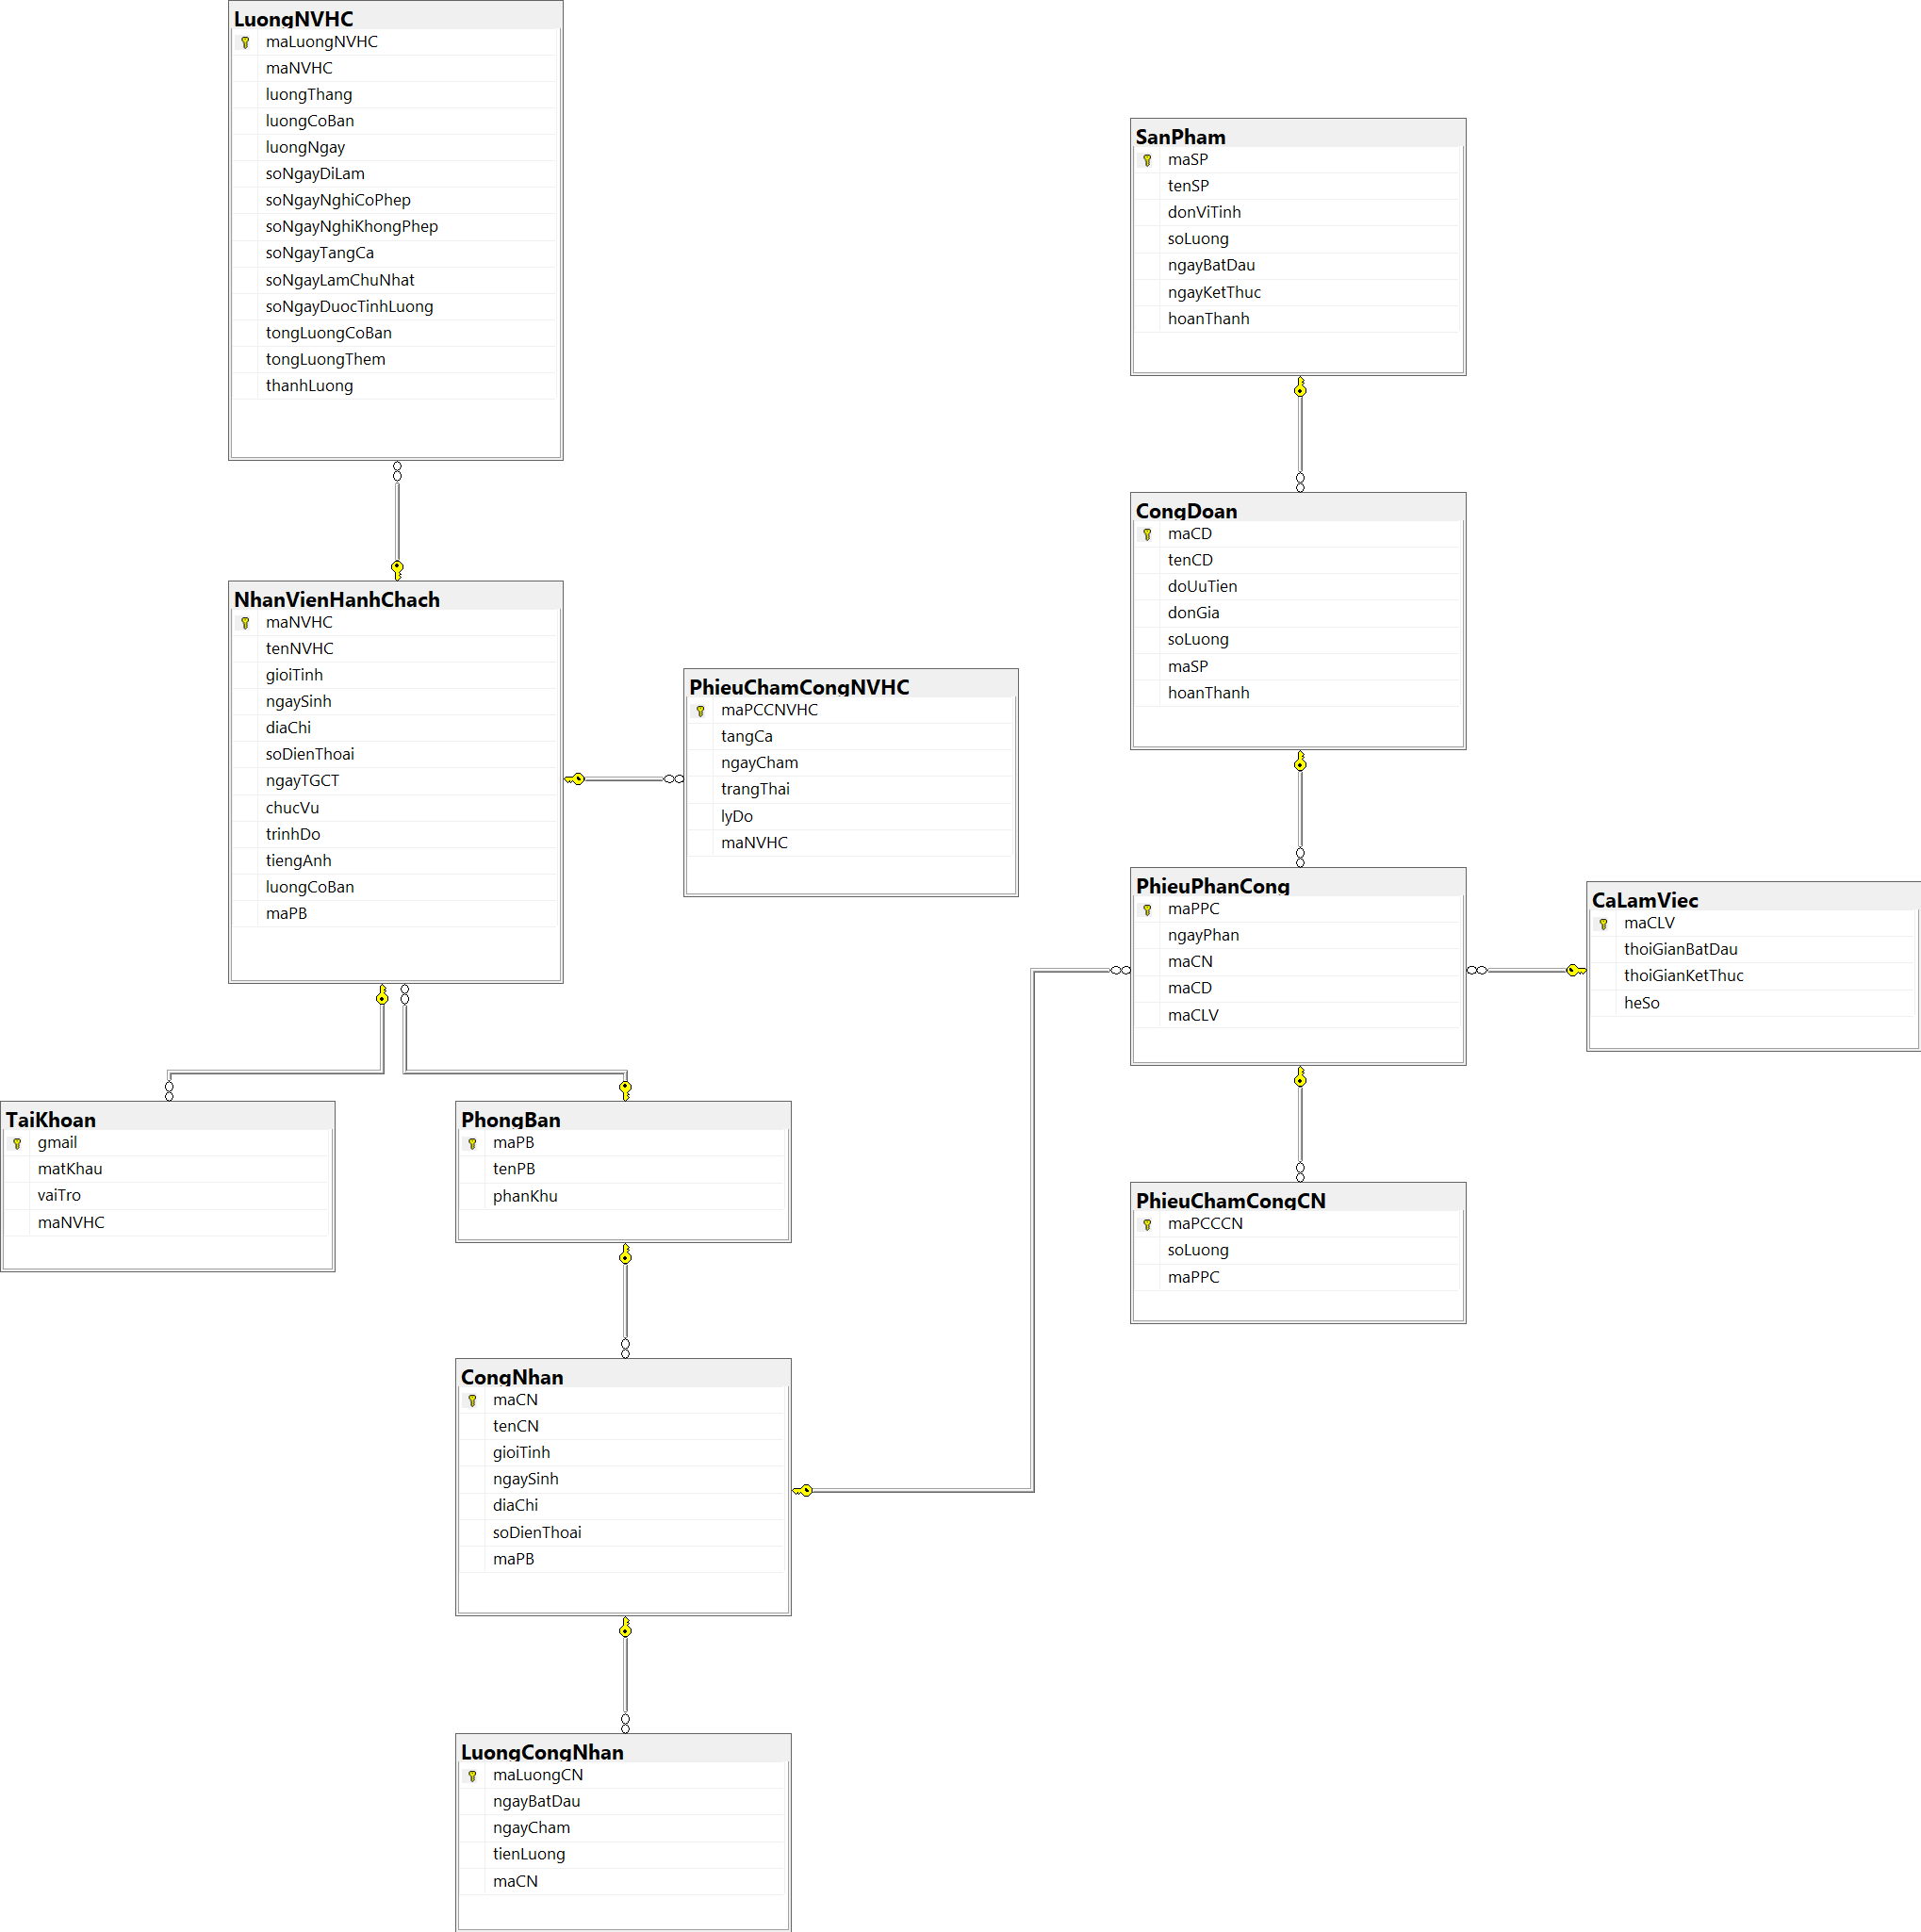 LuongNVHC
maLuongNVHC
maNVHC
luongThang
luongCoBan
luongNgay
soNgayDiLam
soNgayNghiCoPhep
soNgayNghiKhongPhep
soNgayTangCa
soNgayLamChuNhat
soNgayDuocTinhLuong
tongLuongCoBan
tongLuongThem
thanhLuong
NhanVienHanhChach
maNVHC
tenNVHC
gioiTinh
ngaySinh
diaChi
soDienThoai
ngayTGCT
chucVu
trinhDo
tiengAnh
luongCoBan
maPB
PhieuChamCongNVHC
maPCCNVHC
tangCa
ngayCham
trangThai
lyDo
maNVHC
TaiKhoan
gmail
matKhau
vaiTro
maNVHC
PhongBan
maPB
tenPB
phanKhu
CongNhan
maCN
tenCN
gioiTinh
ngaySinh
diaChi
soDienThoai
maPB
LuongCongNhan
maLuongCN
ngayBatDau
ngayCham
tienLuong
maCN
SanPham
maSP
tenSP
donViTinh
soLuong
ngayBatDau
ngayKetThuc
hoanThanh
CongDoan
maCD
tenCD
doUuTien
donGia
soLuong
maSP
hoanThanh
PhieuPhanCong
maPPC
ngayPhan
maCN
maCD
maCLV
CaLamViec
maCLV
thoiGianBatDau
thoiGianKetThuc
heSo
PhieuChamCongCN
maPCCCN
soLuong
maPPC